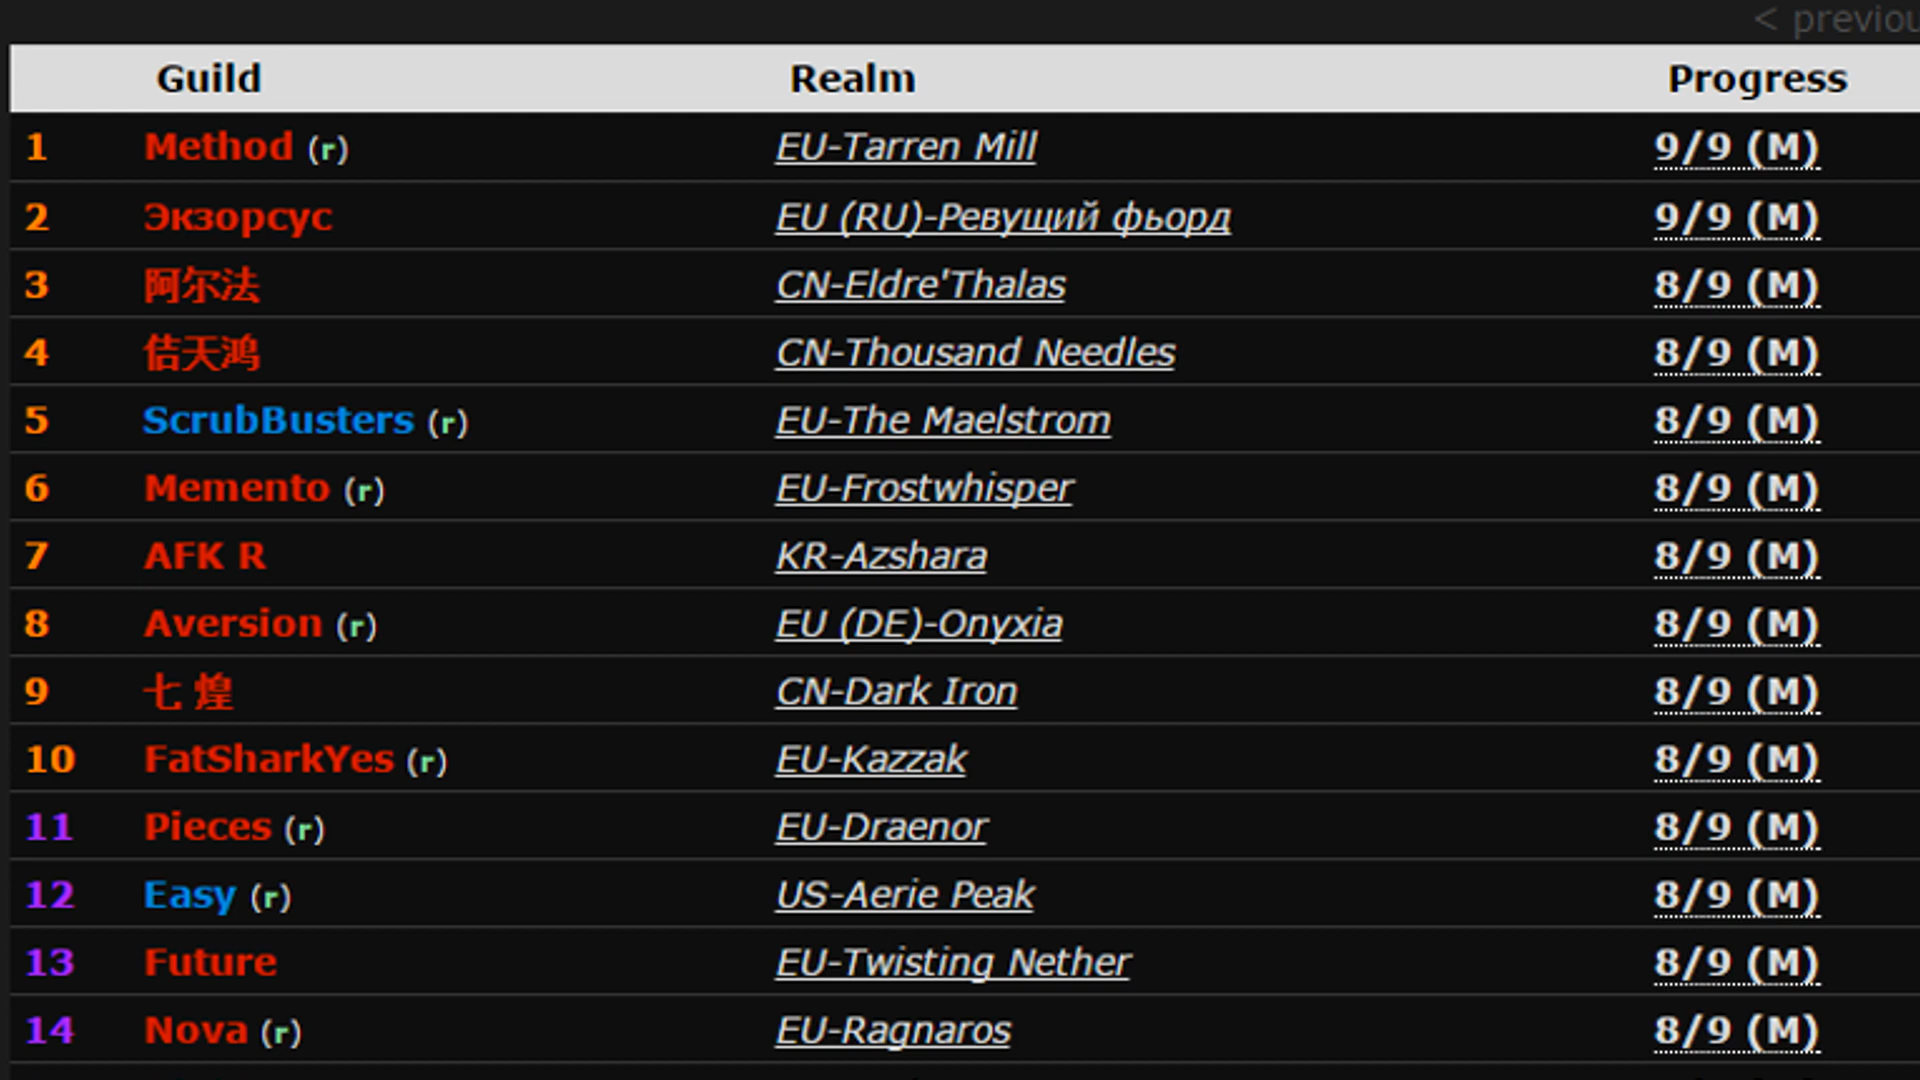 < previou
Guild Realm Progress
1 Method (r) EU-Tarren Mill 9/9 (M)
2 Экзорсус EU (RU)-Ревущий фьорд 9/9 (M)
3 阿尔法 CN-Eldre'Thalas 8/9 (M)
4 佶天鸿 CN-Thousand Needles 8/9 (M)
5 ScrubBusters (r) EU-The Maelstrom 8/9 (M)
6 Memento (r) EU-Frostwhisper 8/9 (M)
7 AFK R KR-Azshara 8/9 (M)
8 Aversion (r) EU (DE)-Onyxia 8/9 (M)
9 七 煌 CN-Dark Iron 8/9 (M)
10 FatSharkYes (r) EU-Kazzak 8/9 (M)
11 Pieces (r) EU-Draenor 8/9 (M)
12 Easy (r) US-Aerie Peak 8/9 (M)
13 Future EU-Twisting Nether 8/9 (M)
14 Nova (r) EU-Ragnaros 8/9 (M)